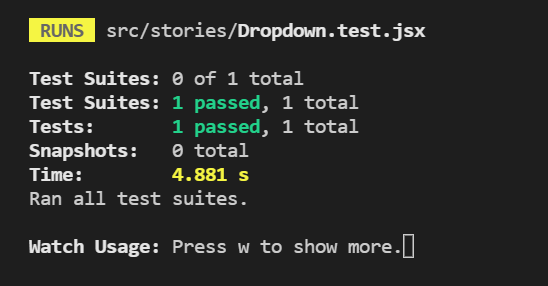 RUNS src/stories/Dropdown.test.jsx
Test Suites: 0 of 1 total
Test Suites: 1 passed, 1 total
Tests: 1 passed, 1 total
Snapshots: 0 total
Time: 4.881 s
Ran all test suites.
Watch Usage: Press w to show more.